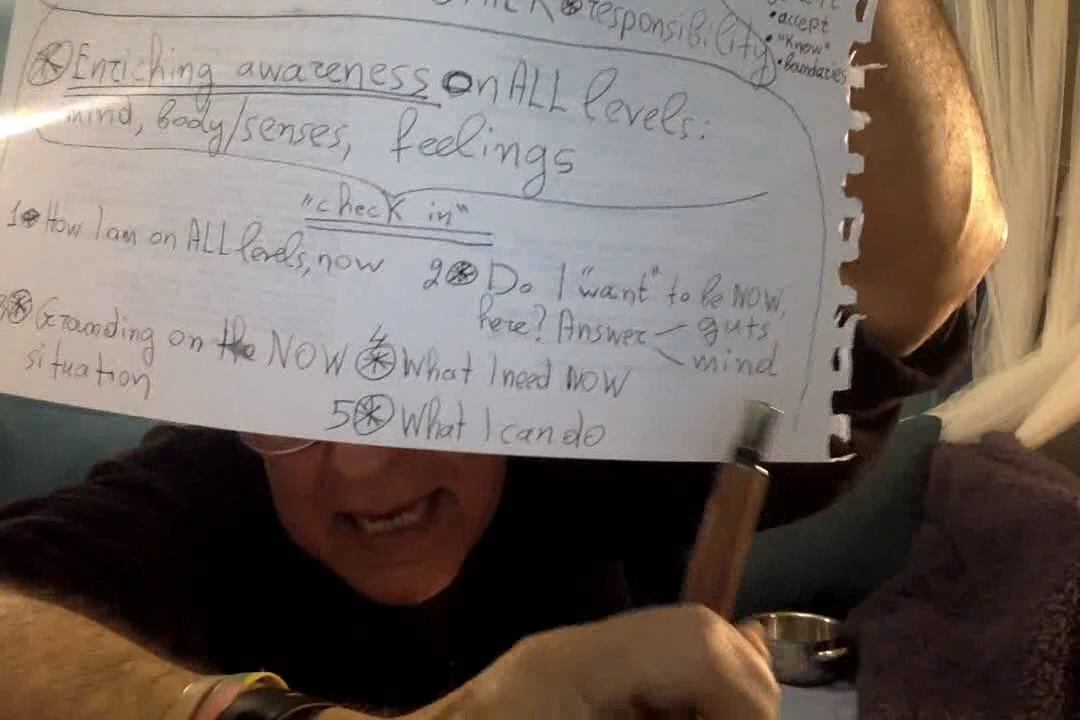 responsibility
• accept
• "Know"
• boundaries
Enriching awareness on ALL levels:
mind, body/senses, feelings
"check in"
1 How I am on ALL levels, now
2 Do I "want" to be NOW,
here? Answer – guts
– mind
3 Grounding on the NOW
situation
4 What I need NOW
5 What I can do